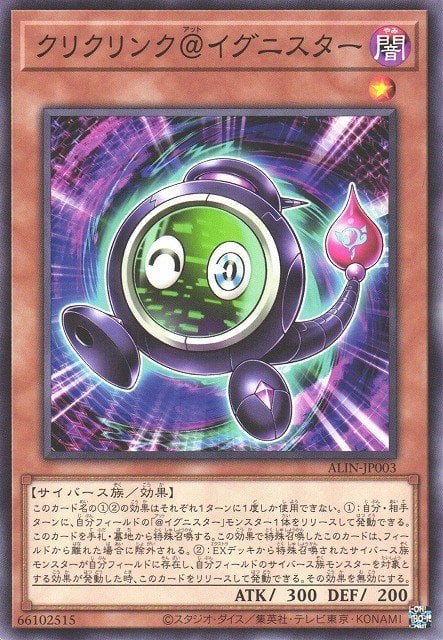 クリクリンク@イグニスター
アット
闇
やみ
ALIN-JP003
【サイバース族/効果】
このカード名の①②の効果はそれぞれ1ターンに1度しか使用できない。①：自分・相手
ターンに、自分フィールドの「@イグニスター」モンスター1体をリリースして発動できる。
このカードを手札・墓地から特殊召喚する。この効果で特殊召喚したこのカードは、フィー
ルドから離れた場合に除外される。②：EXデッキから特殊召喚されたサイバース族モ
ンスターが自分フィールドに存在し、自分フィールドのサイバース族モンスターを対象と
する効果が発動した時、このカードをリリースして発動できる。その効果を無効にする。
ATK/ 300 DEF/ 200
66102515
©スタジオ・ダイス/集英社・テレビ東京・KONAMI